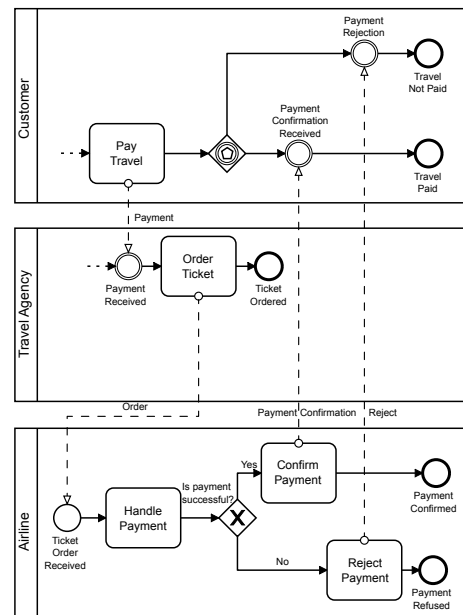 Customer
Payment
Rejection
Travel
Not Paid
Payment
Confirmation
Received
Pay
Travel
Travel
Paid
Payment
Travel Agency
Order
Ticket
Payment
Received
Ticket
Ordered
Order
Payment Confirmation
Reject
Airline
Is payment
successful?
Yes
Confirm
Payment
Handle
Payment
X
Payment
Confirmed
Ticket
Order
Received
No
Reject
Payment
Payment
Refused